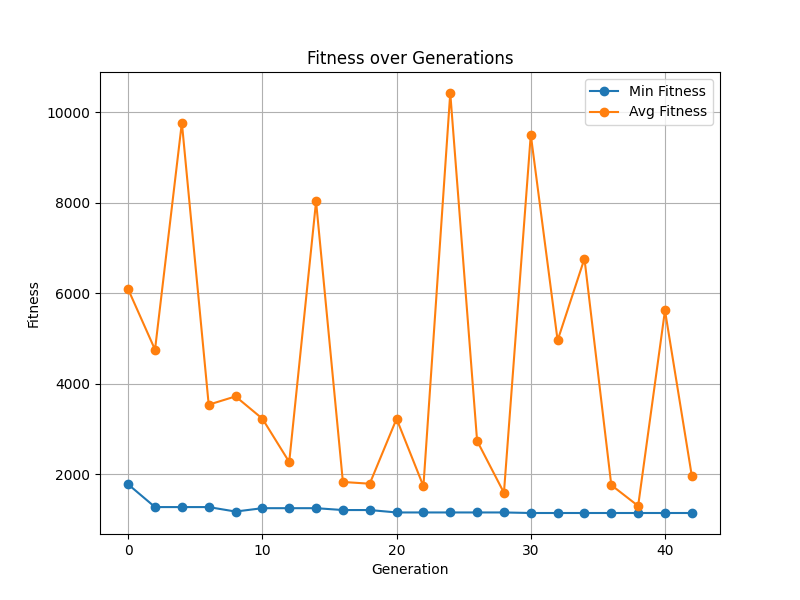 Fitness over Generations
Min Fitness
Avg Fitness
10000
8000
6000
4000
2000
Fitness
0 10 20 30 40
Generation